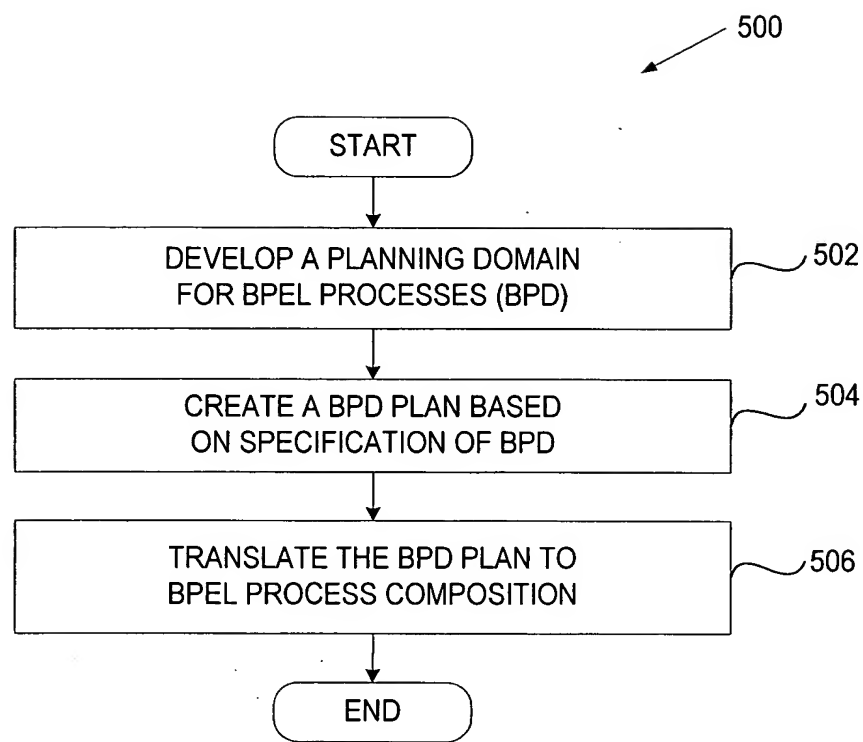 500
START
DEVELOP A PLANNING DOMAIN
FOR BPEL PROCESSES (BPD)
502
CREATE A BPD PLAN BASED
ON SPECIFICATION OF BPD
504
TRANSLATE THE BPD PLAN TO
BPEL PROCESS COMPOSITION
506
END